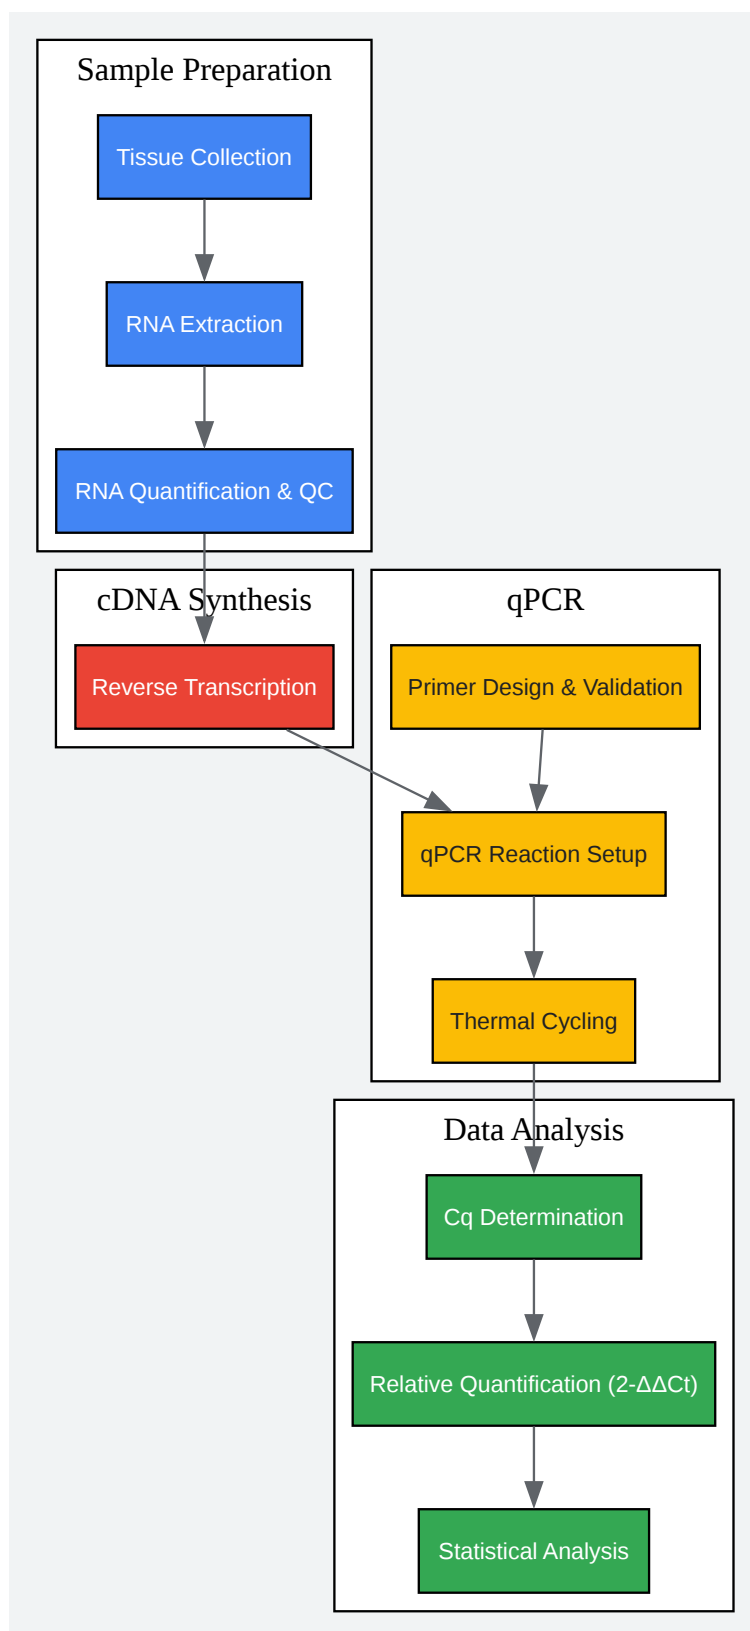 Sample Preparation
Tissue Collection
RNA Extraction
RNA Quantification & QC
cDNA Synthesis
Reverse Transcription
qPCR
Primer Design & Validation
qPCR Reaction Setup
Thermal Cycling
Data Analysis
Cq Determination
Relative Quantification (2-ΔΔCt)
Statistical Analysis